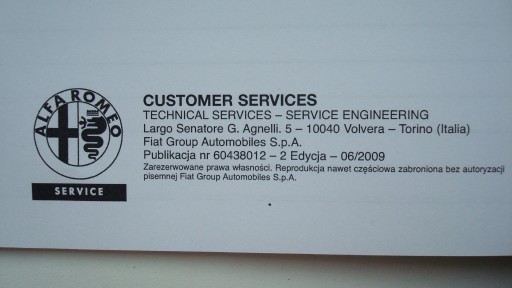 ALFA ROMEO
SERVICE
CUSTOMER SERVICES
TECHNICAL SERVICES – SERVICE ENGINEERING
Largo Senatore G. Agnelli. 5 – 10040 Volvera – Torino (Italia)
Fiat Group Automobiles S.p.A.
Publikacja nr 60438012 – 2 Edycja – 06/2009
Zarezerwowane prawa własności. Reprodukcja nawet częściowa zabroniona bez autoryzacji
pisemnej Fiat Group Automobiles S.p.A.